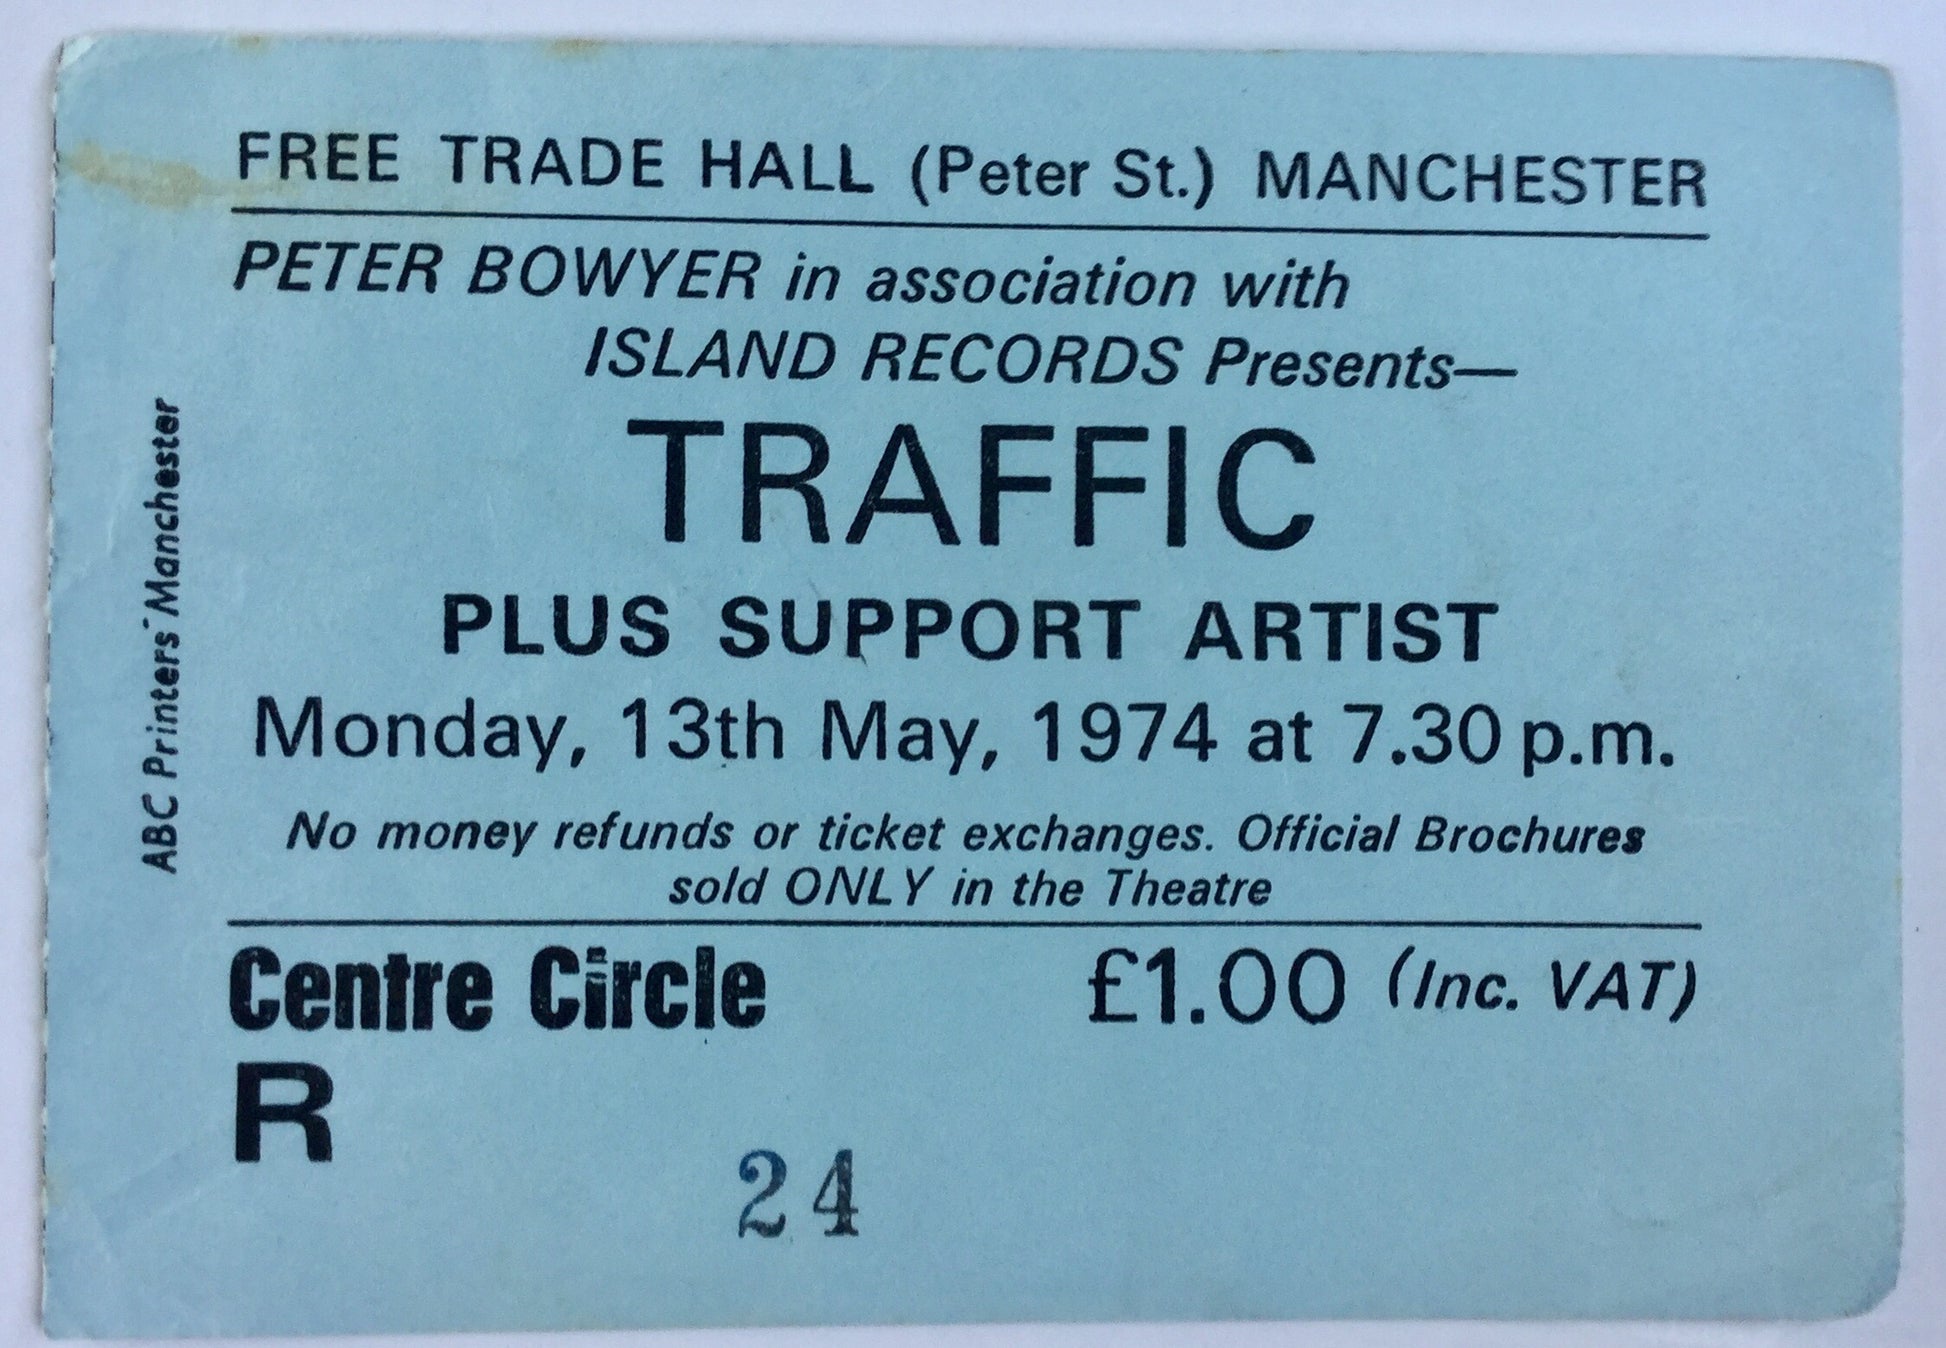 FREE TRADE HALL (Peter St.) MANCHESTER
PETER BOWYER in association with
ISLAND RECORDS Presents—
TRAFFIC
PLUS SUPPORT ARTIST
Monday, 13th May, 1974 at 7.30 p.m.
No money refunds or ticket exchanges. Official Brochures
sold ONLY in the Theatre
Centre Circle £1.00 (Inc. VAT)
R
24
ABC Printers Manchester